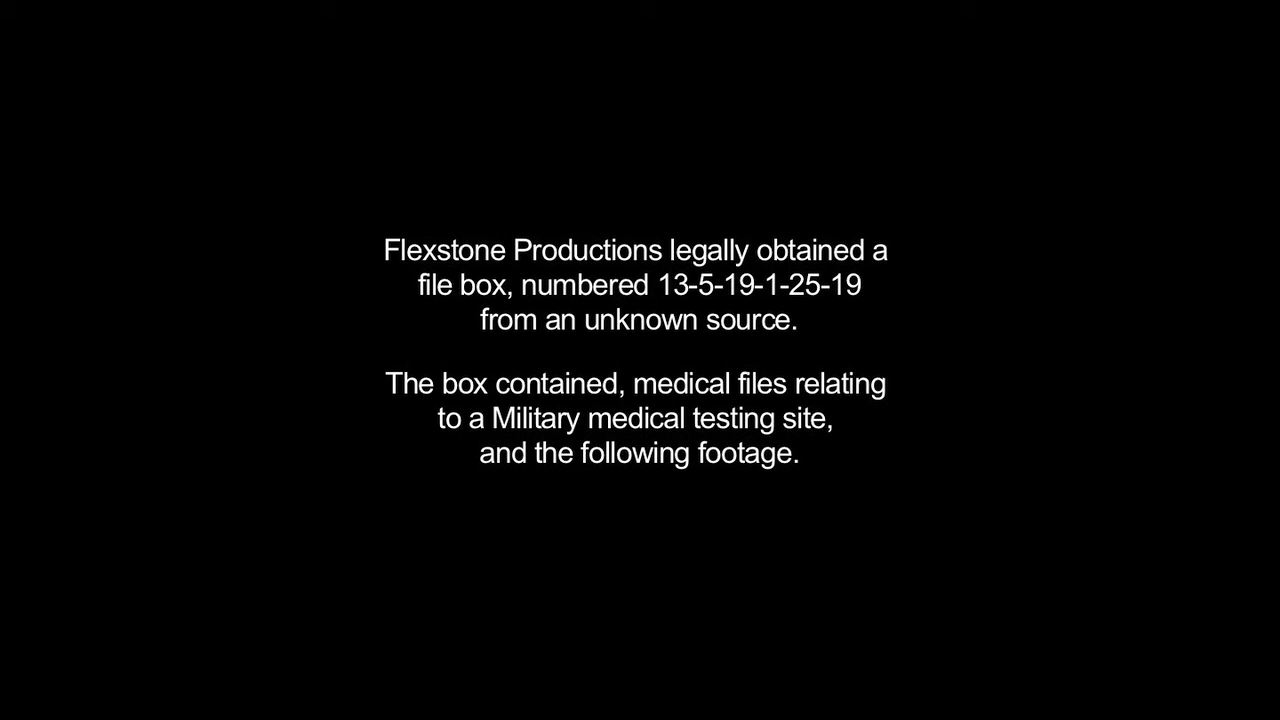 Flexstone Productions legally obtained a
file box, numbered 13-5-19-1-25-19
from an unknown source.
The box contained, medical files relating
to a Military medical testing site,
and the following footage.